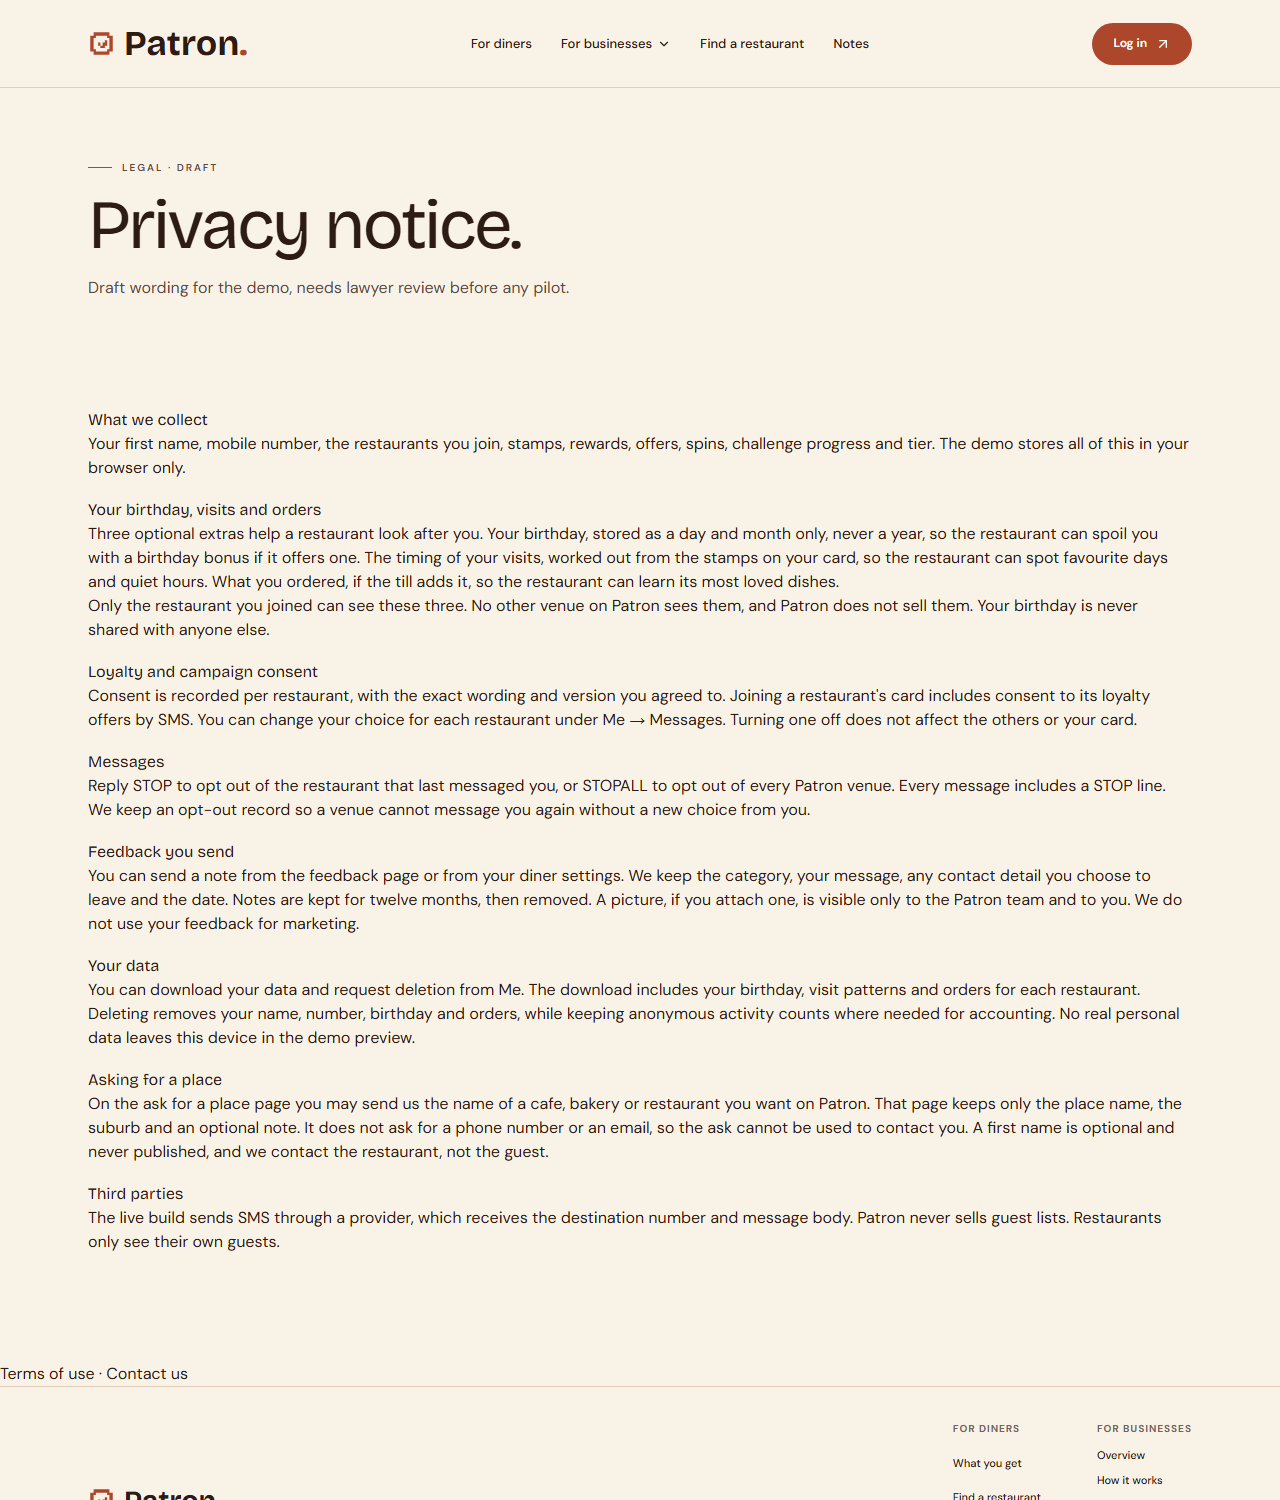 Patron.
For diners
For businesses
Find a restaurant
Notes
Log in
LEGAL · DRAFT
Privacy notice.
Draft wording for the demo, needs lawyer review before any pilot.
What we collect
Your first name, mobile number, the restaurants you join, stamps, rewards, offers, spins, challenge progress and tier. The demo stores all of this in your
browser only.
Your birthday, visits and orders
Three optional extras help a restaurant look after you. Your birthday, stored as a day and month only, never a year, so the restaurant can spoil you
with a birthday bonus if it offers one. The timing of your visits, worked out from the stamps on your card, so the restaurant can spot favourite days
and quiet hours. What you ordered, if the till adds it, so the restaurant can learn its most loved dishes.
Only the restaurant you joined can see these three. No other venue on Patron sees them, and Patron does not sell them. Your birthday is never
shared with anyone else.
Loyalty and campaign consent
Consent is recorded per restaurant, with the exact wording and version you agreed to. Joining a restaurant's card includes consent to its loyalty
offers by SMS. You can change your choice for each restaurant under Me → Messages. Turning one off does not affect the others or your card.
Messages
Reply STOP to opt out of the restaurant that last messaged you, or STOPALL to opt out of every Patron venue. Every message includes a STOP line.
We keep an opt-out record so a venue cannot message you again without a new choice from you.
Feedback you send
You can send a note from the feedback page or from your diner settings. We keep the category, your message, any contact detail you choose to
leave and the date. Notes are kept for twelve months, then removed. A picture, if you attach one, is visible only to the Patron team and to you. We do
not use your feedback for marketing.
Your data
You can download your data and request deletion from Me. The download includes your birthday, visit patterns and orders for each restaurant.
Deleting removes your name, number, birthday and orders, while keeping anonymous activity counts where needed for accounting. No real personal
data leaves this device in the demo preview.
Asking for a place
On the ask for a place page you may send us the name of a cafe, bakery or restaurant you want on Patron. That page keeps only the place name, the
suburb and an optional note. It does not ask for a phone number or an email, so the ask cannot be used to contact you. A first name is optional and
never published, and we contact the restaurant, not the guest.
Third parties
The live build sends SMS through a provider, which receives the destination number and message body. Patron never sells guest lists. Restaurants
only see their own guests.
Terms of use · Contact us
FOR DINERS
What you get
Find a restaurant
FOR BUSINESSES
Overview
How it works
Patron